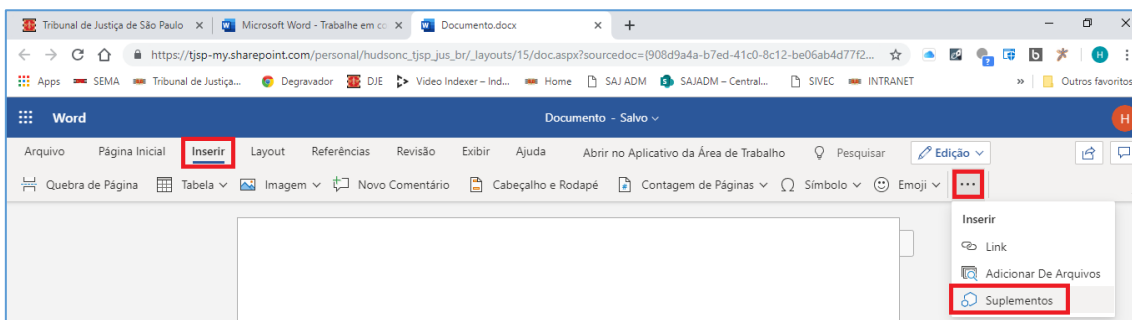 Tribunal de Justiça de São Paulo
Microsoft Word - Trabalhe em co
Documento.docx
https://tjsp-my.sharepoint.com/personal/hudsonc_tjsp_jus_br/_layouts/15/doc.aspx?sourcedoc={908d9a4a-b7ed-41c0-8c12-be06ab4d77f2...
Apps SEMA Tribunal de Justiça... Degravador DJE Video Indexer – Ind... Home SAJ ADM SAJADM – Central... SIVEC INTRANET » Outros favoritos
Word Documento - Salvo H
Arquivo Página Inicial Inserir Layout Referências Revisão Exibir Ajuda Abrir no Aplicativo da Área de Trabalho Pesquisar Edição
Quebra de Página Tabela Imagem Novo Comentário Cabeçalho e Rodapé Contagem de Páginas Símbolo Emoji ...
Inserir
Link
Adicionar De Arquivos
Suplementos